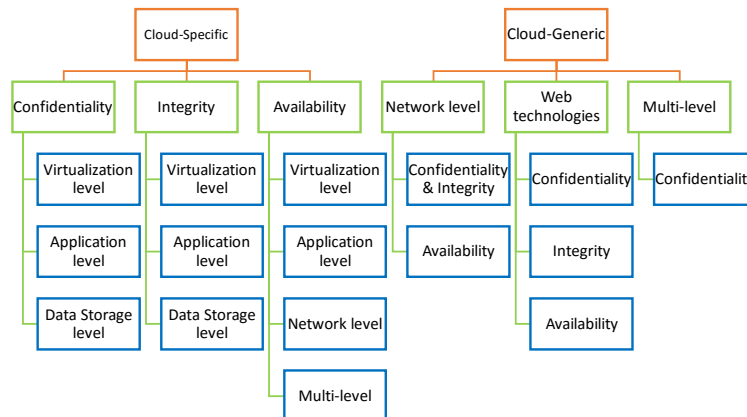 Cloud-Specific
Cloud-Generic
Confidentiality
Integrity
Availability
Network level
Web
technologies
Multi-level
Virtualization
level
Virtualization
level
Virtualization
level
Confidentiality
& Integrity
Confidentiality
Confidentialit
Application
level
Application
level
Application
level
Availability
Integrity
Data Storage
level
Data Storage
level
Network level
Availability
Multi-level